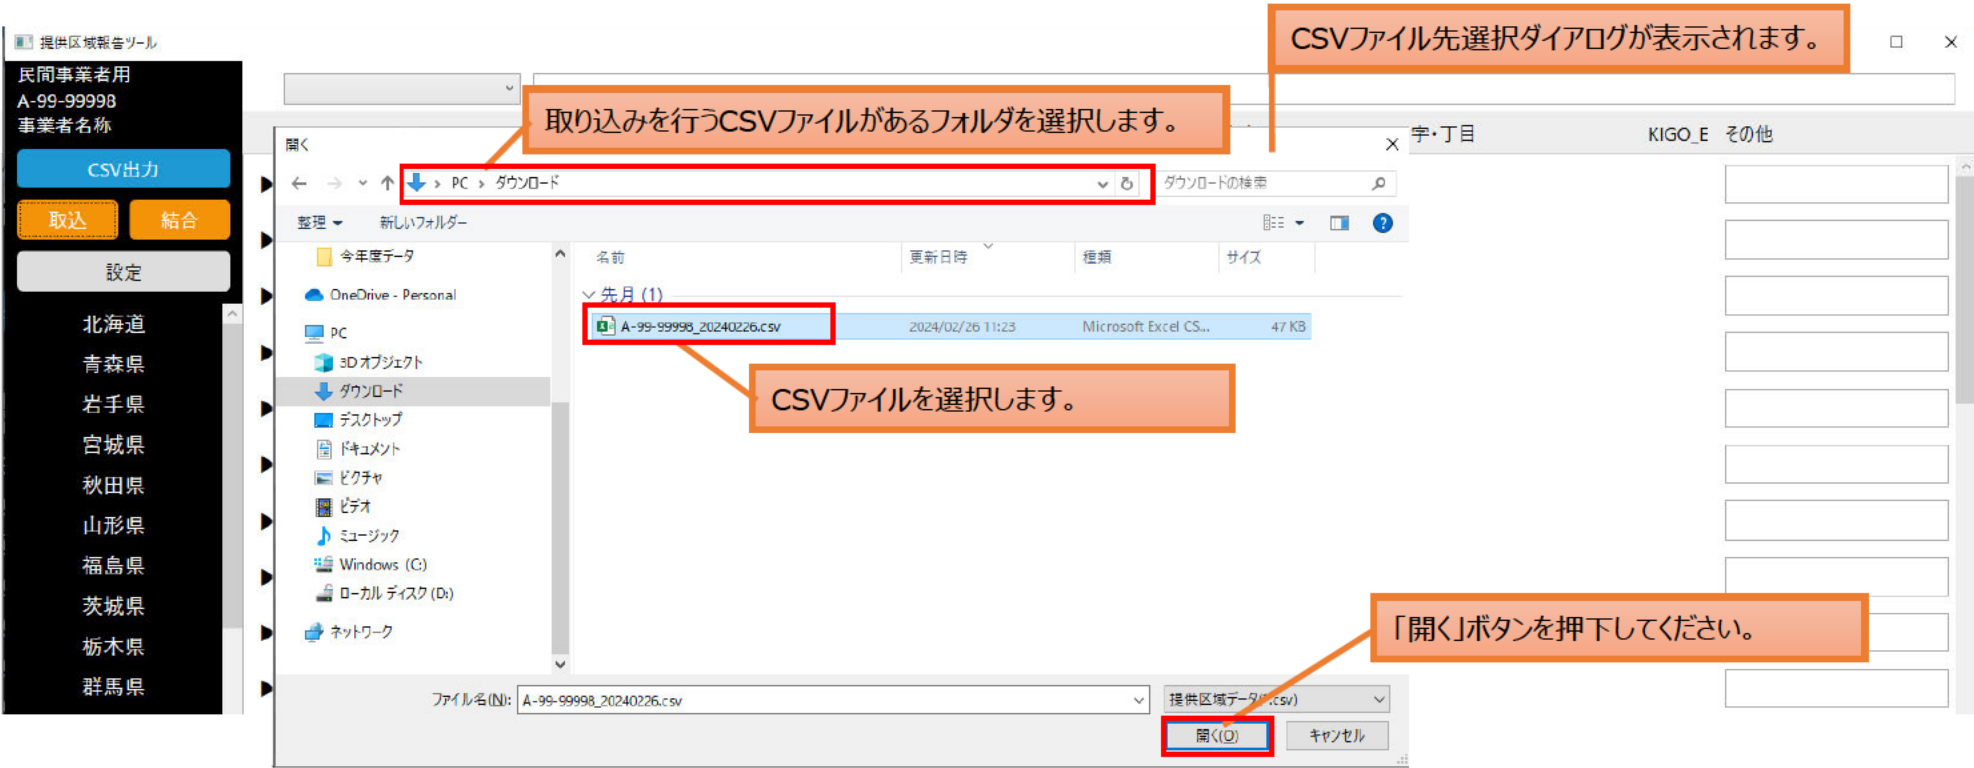 CSVファイル先選択ダイアログが表示されます。
提供区域報告ツール
民間事業者用
A-99-99998
事業者名称
取り込みを行うCSVファイルがあるフォルダを選択します。
字・丁目
KIGO_E その他
CSV出力
取込
結合
設定
北海道
青森県
岩手県
宮城県
秋田県
山形県
福島県
茨城県
栃木県
群馬県
開く
PC › ダウンロード
ダウンロードの検索
整理
新しいフォルダー
今年度データ
OneDrive - Personal
PC
3D オブジェクト
ダウンロード
デスクトップ
ドキュメント
ピクチャ
ビデオ
ミュージック
Windows (C:)
ローカル ディスク (D:)
ネットワーク
名前 更新日時 種類 サイズ
先月 (1)
A-99-99998_20240226.csv 2024/02/26 11:23 Microsoft Excel CS... 47 KB
CSVファイルを選択します。
「開く」ボタンを押下してください。
ファイル名(N): A-99-99998_20240226.csv
提供区域データ(*.csv)
開く(O)
キャンセル